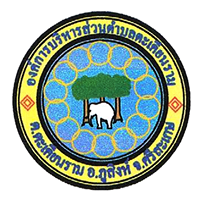 องค์การบริหารส่วนตำบลตะเคียนราม
ต.ตะเคียนราม อ.ภูสิงห์ จ.ศรีสะเกษ